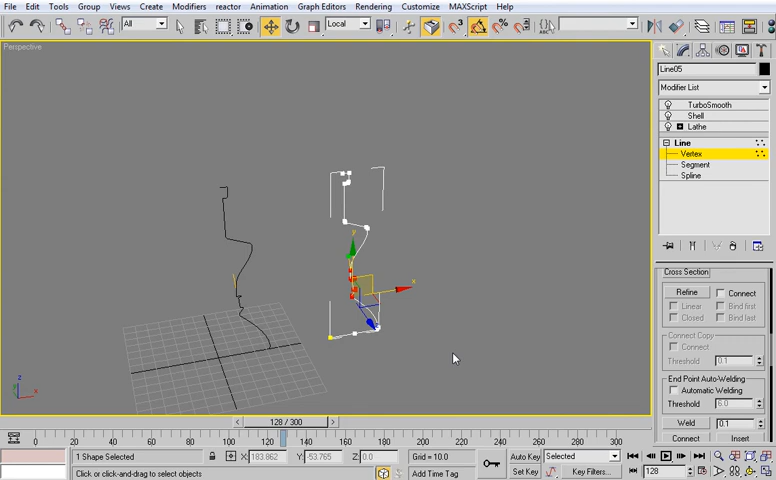 File Edit Tools Group Views Create Modifiers reactor Animation Graph Editors Rendering Customize MAXScript Help
All Local
Perspective
Line05
Modifier List
TurboSmooth
Shell
Lathe
Line
Vertex
Segment
Spline
Cross Section
Refine Connect
Linear Bind first
Closed Bind last
Connect Copy
Connect
Threshold 0.1
End Point Auto-Welding
Automatic Welding
Threshold 6.0
Weld 0.1
Connect Insert
y
x
z
x
128 / 300
0 20 40 60 80 100 120 140 160 180 200 220 240 260 280 300
1 Shape Selected X: 183.862 Y: -53.765 Z: 0.0 Grid = 10.0 Auto Key Selected
Click or click-and-drag to select objects Add Time Tag Set Key Key Filters... 128